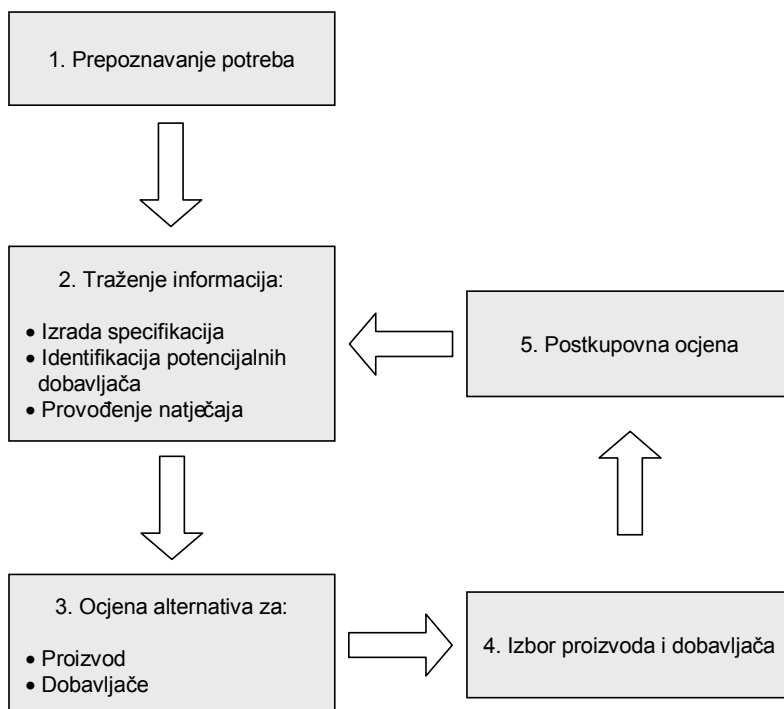 1. Prepoznavanje potreba
2. Traženje informacija:
• Izrada specifikacija
• Identifikacija potencijalnih
dobavljača
• Provođenje natječaja
3. Ocjena alternativa za:
• Proizvod
• Dobavljače
4. Izbor proizvoda i dobavljača
5. Postkupovna ocjena